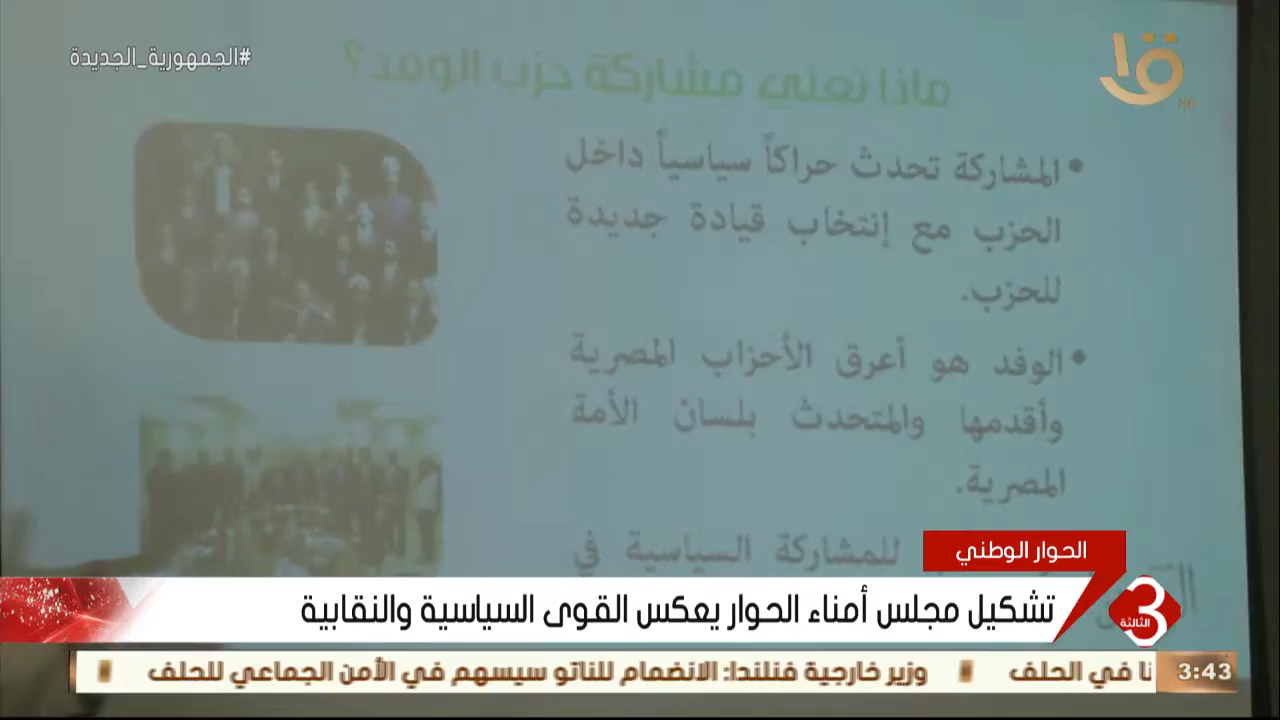 #الجمهورية_الجديدة
ماذا تعني مشاركة حزب الوفد؟
• المشاركة تحدث حراكاً سياسياً داخل
الحزب مع إنتخاب قيادة جديدة
للحزب.
• الوفد هو أعرق الأحزاب المصرية
وأقدمها والمتحدث بلسان الأمة
المصرية.
للمشاركة السياسية في
الحوار الوطني
تشكيل مجلس أمناء الحوار يعكس القوى السياسية والنقابية
3 الثالثة
نا في الحلف
وزير خارجية فنلندا: الانضمام للناتو سيسهم في الأمن الجماعي للحلف
3:43